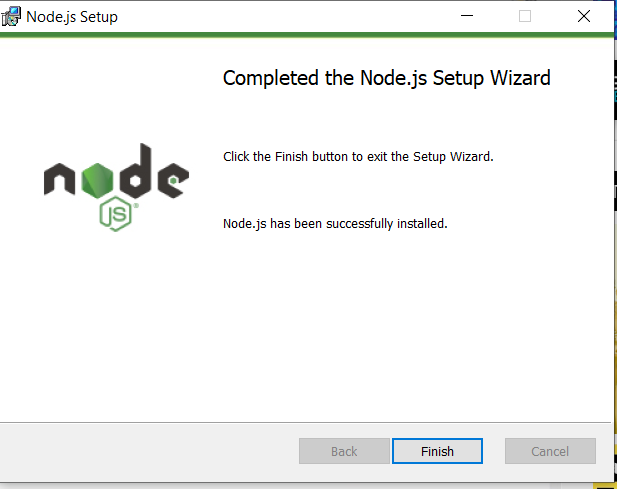 Node.js Setup
Completed the Node.js Setup Wizard
Click the Finish button to exit the Setup Wizard.
node
JS
Node.js has been successfully installed.
Back
Finish
Cancel